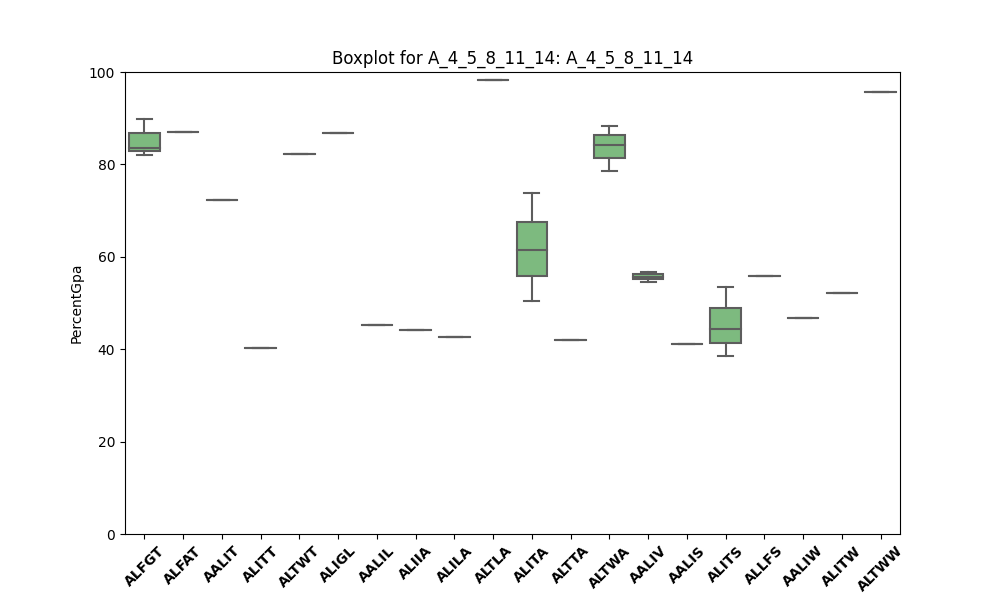 Boxplot for A_4_5_8_11_14: A_4_5_8_11_14
100
80
60
40
20
0
PercentGpa
ALFGT ALFAT AALIT ALITT ALTWT ALIGL AALIL ALIIA ALILA ALTLA ALITA ALTTA ALTWA AALIV AALIS ALITS ALLFS AALIW ALITW ALTWW